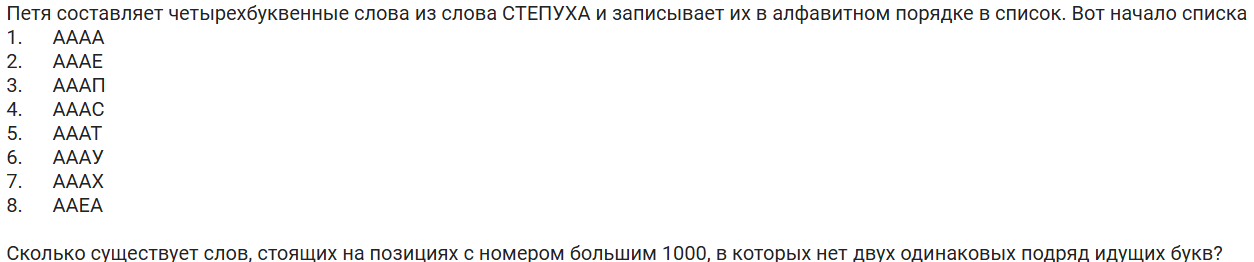 Петя составляет четырехбуквенные слова из слова СТЕПУХА и записывает их в алфавитном порядке в список. Вот начало списка
1. АААА
2. АААЕ
3. АААП
4. АААС
5. АААТ
6. АААУ
7. АААХ
8. ААЕА
Сколько существует слов, стоящих на позициях с номером большим 1000, в которых нет двух одинаковых подряд идущих букв?